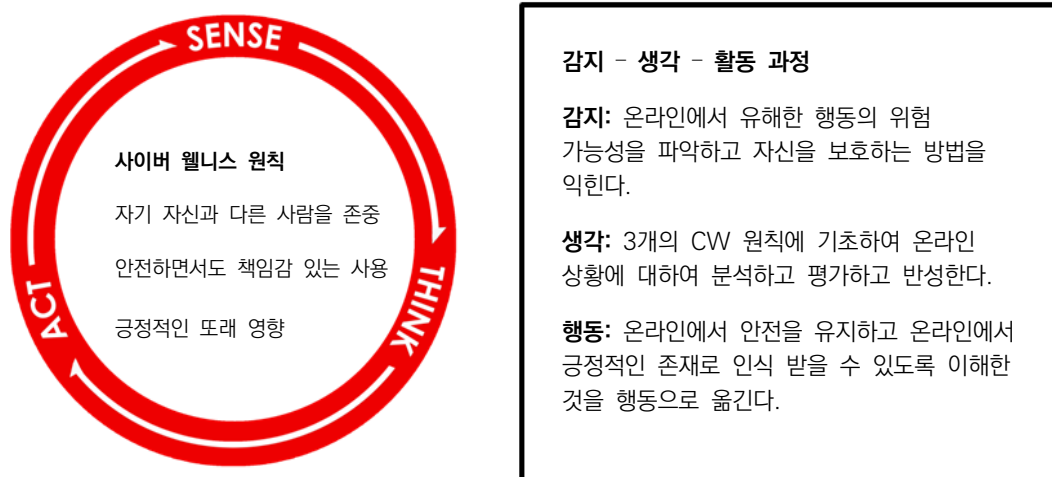 SENSE
THINK
ACT
사이버 웰니스 원칙
자기 자신과 다른 사람을 존중
안전하면서도 책임감 있는 사용
긍정적인 또래 영향
감지 – 생각 – 활동 과정
감지: 온라인에서 유해한 행동의 위험
가능성을 파악하고 자신을 보호하는 방법을
익힌다.
생각: 3개의 CW 원칙에 기초하여 온라인
상황에 대하여 분석하고 평가하고 반성한다.
행동: 온라인에서 안전을 유지하고 온라인에서
긍정적인 존재로 인식 받을 수 있도록 이해한
것을 행동으로 옮긴다.